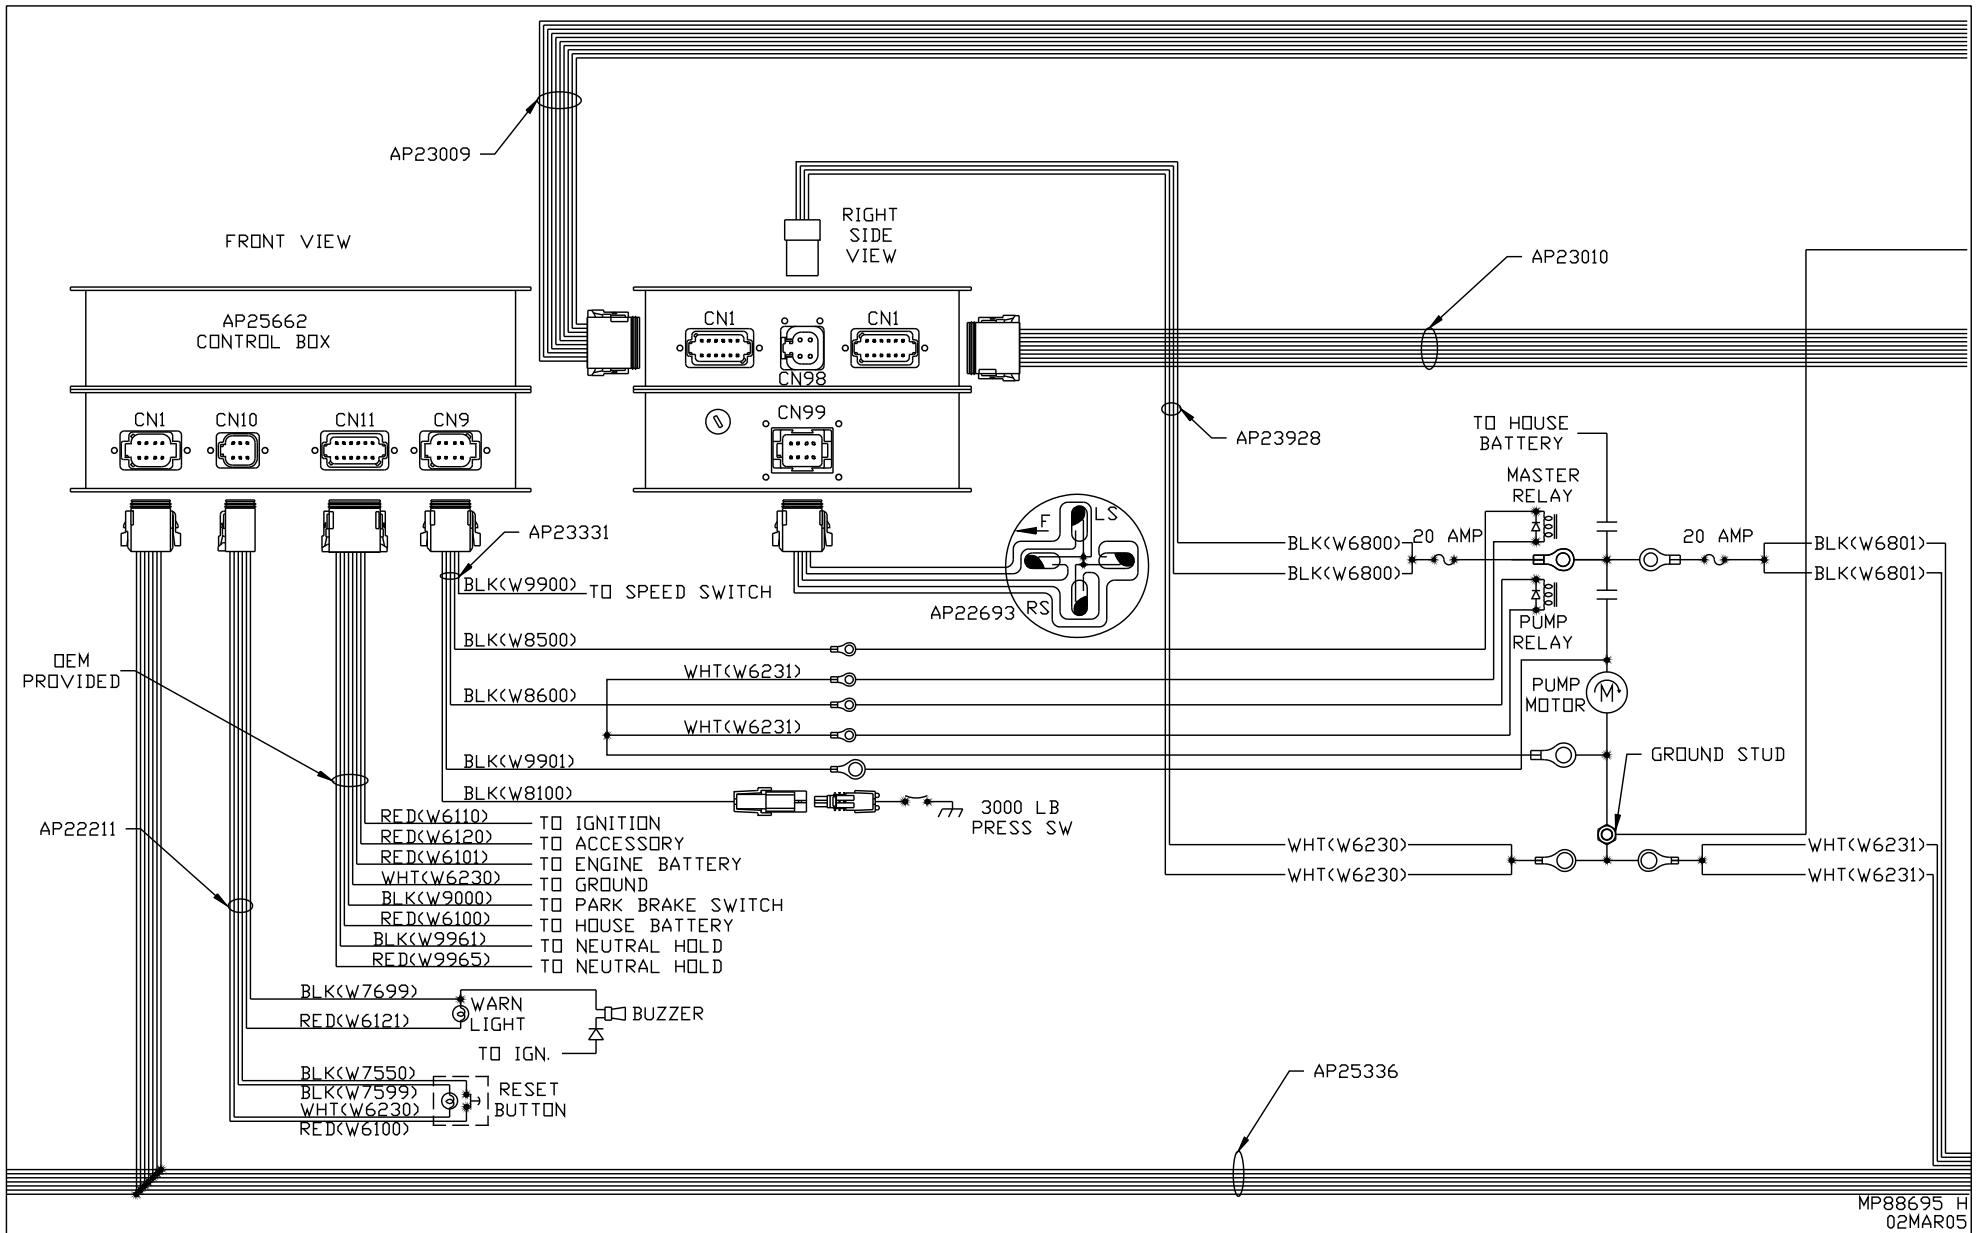 AP23009
FRONT VIEW
RIGHT
SIDE
VIEW
AP23010
AP25662
CONTROL BOX
CN1
CN1
CN98
CN1
CN10
CN11
CN9
CN99
AP23928
TO HOUSE
BATTERY
MASTER
RELAY
LS
F
RS
AP22693
AP23331
BLK(W9900)
TO SPEED SWITCH
BLK(W6800)
BLK(W6800)
20 AMP
20 AMP
BLK(W6801)
BLK(W6801)
PUMP
RELAY
BLK(W8500)
WHT(W6231)
BLK(W8600)
WHT(W6231)
BLK(W9901)
BLK(W8100)
OEM
PROVIDED
PUMP
MOTOR
M
GROUND STUD
3000 LB
PRESS SW
AP22211
RED(W6110) TO IGNITION
RED(W6120) TO ACCESSORY
RED(W6101) TO ENGINE BATTERY
WHT(W6230) TO GROUND
BLK(W9000) TO PARK BRAKE SWITCH
RED(W6100) TO HOUSE BATTERY
BLK(W9961) TO NEUTRAL HOLD
RED(W9965) TO NEUTRAL HOLD
WHT(W6230)
WHT(W6230)
WHT(W6231)
WHT(W6231)
BLK(W7699)
RED(W6121)
WARN
LIGHT
BUZZER
TO IGN.
BLK(W7550)
BLK(W7599)
WHT(W6230)
RED(W6100)
RESET
BUTTON
AP25336
MP88695 H
02MAR05